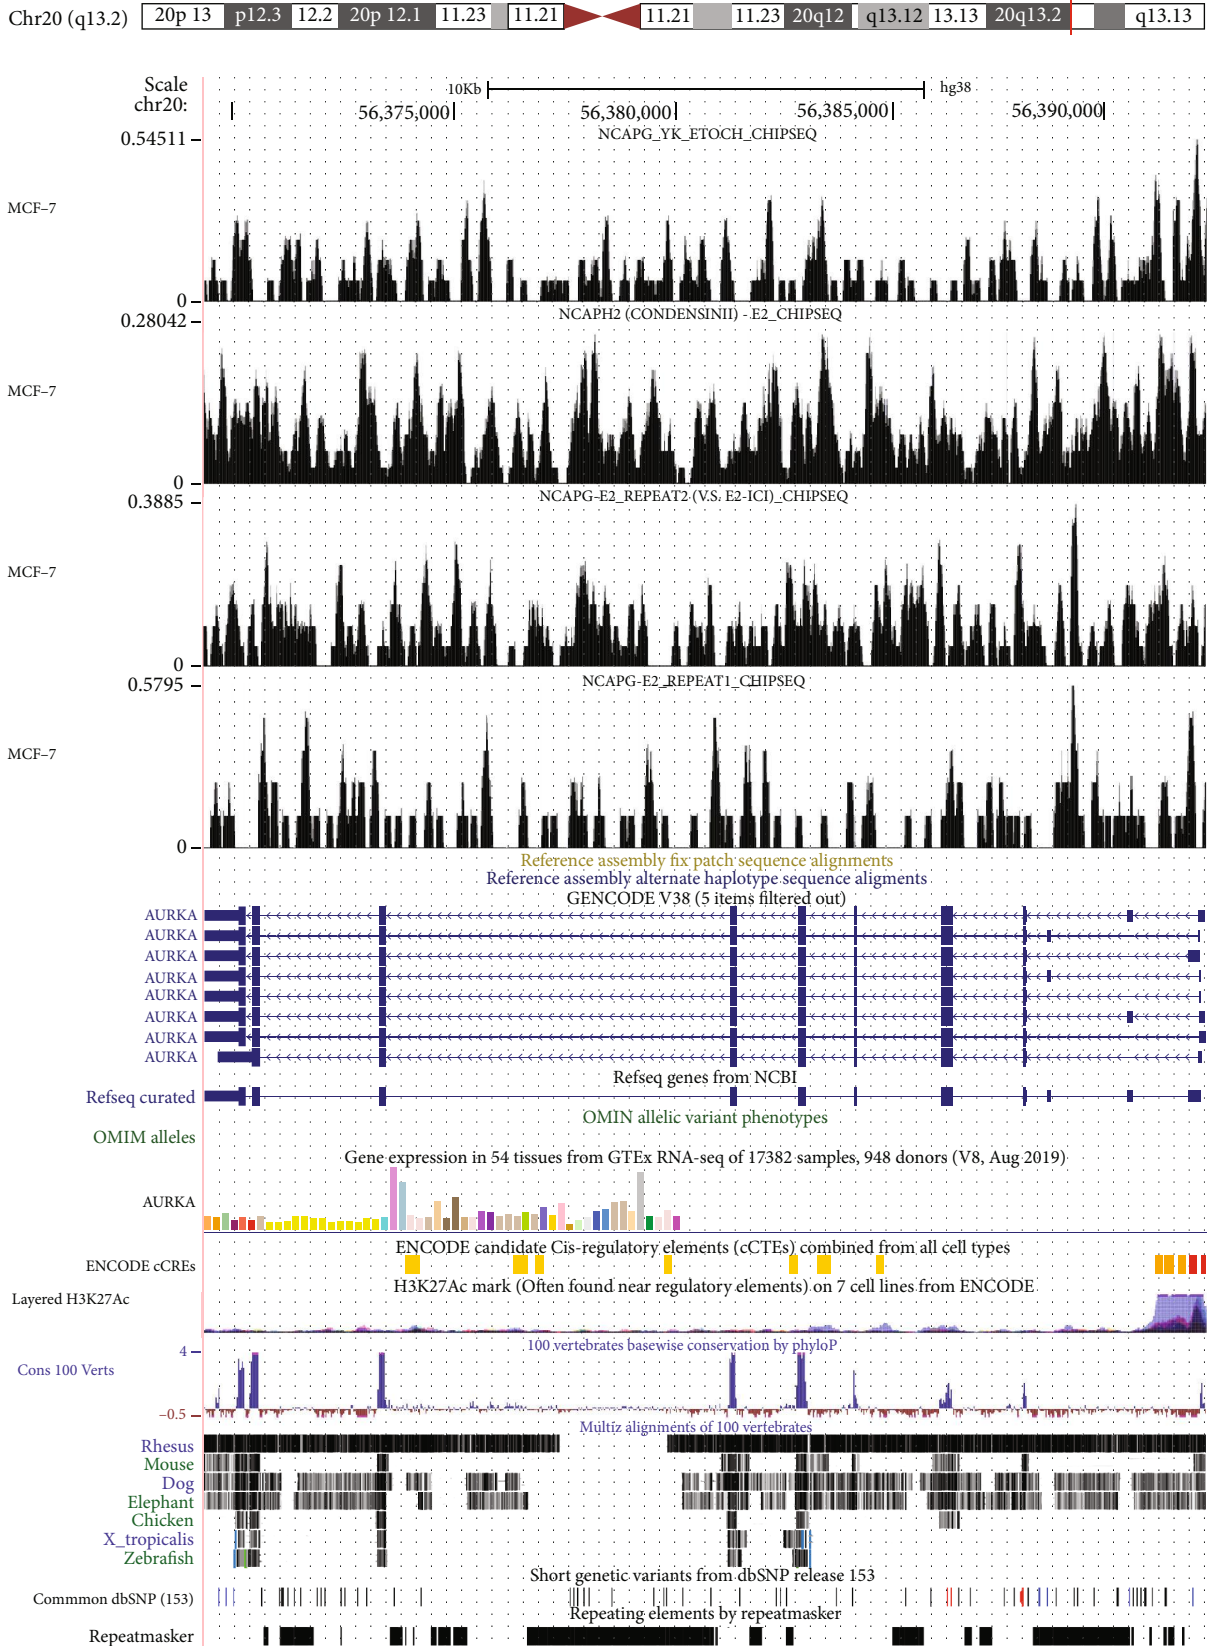 Chr20 (q13.2) 20p 13 p12.3 12.2 20p 12.1 11.23 11.21 11.21 11.23 20q12 q13.12 13.13 20q13.2 q13.13
Scale 10Kb hg38
chr20: 56,375,000 56,380,000 56,385,000 56,390,000
NCAPG_YK_ETOCH_CHIPSEQ
0.54511
MCF-7
0
NCAPH2 (CONDENSINII) - E2_CHIPSEQ
0.28042
MCF-7
0
NCAPG-E2_REPEAT2 (V.S. E2-ICI)_CHIPSEQ
0.3885
MCF-7
0
NCAPG-E2_REPEAT1_CHIPSEQ
0.5795
MCF-7
0
Reference assembly fix patch sequence alignments
Reference assembly alternate haplotype sequence aligments
GENCODE V38 (5 items filtered out)
AURKA
AURKA
AURKA
AURKA
AURKA
AURKA
AURKA
AURKA
Refseq genes from NCBI
Refseq curated
OMIN allelic variant phenotypes
OMIM alleles
Gene expression in 54 tissues from GTEx RNA-seq of 17382 samples, 948 donors (V8, Aug 2019)
AURKA
ENCODE candidate Cis-regulatory elements (cCTEs) combined from all cell types
ENCODE cCREs
H3K27Ac mark (Often found near regulatory elements) on 7 cell lines from ENCODE
Layered H3K27Ac
100 vertebrates basewise conservation by phyloP
4
Cons 100 Verts
-0.5
Multiz alignments of 100 vertebrates
Rhesus
Mouse
Dog
Elephant
Chicken
X_tropicalis
Zebrafish
Short genetic variants from dbSNP release 153
Commmon dbSNP (153)
Repeating elements by repeatmasker
Repeatmasker